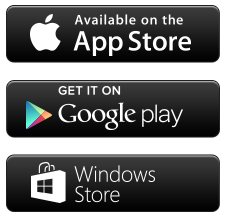 Available on the
App Store
GET IT ON
Google play
Windows
Store